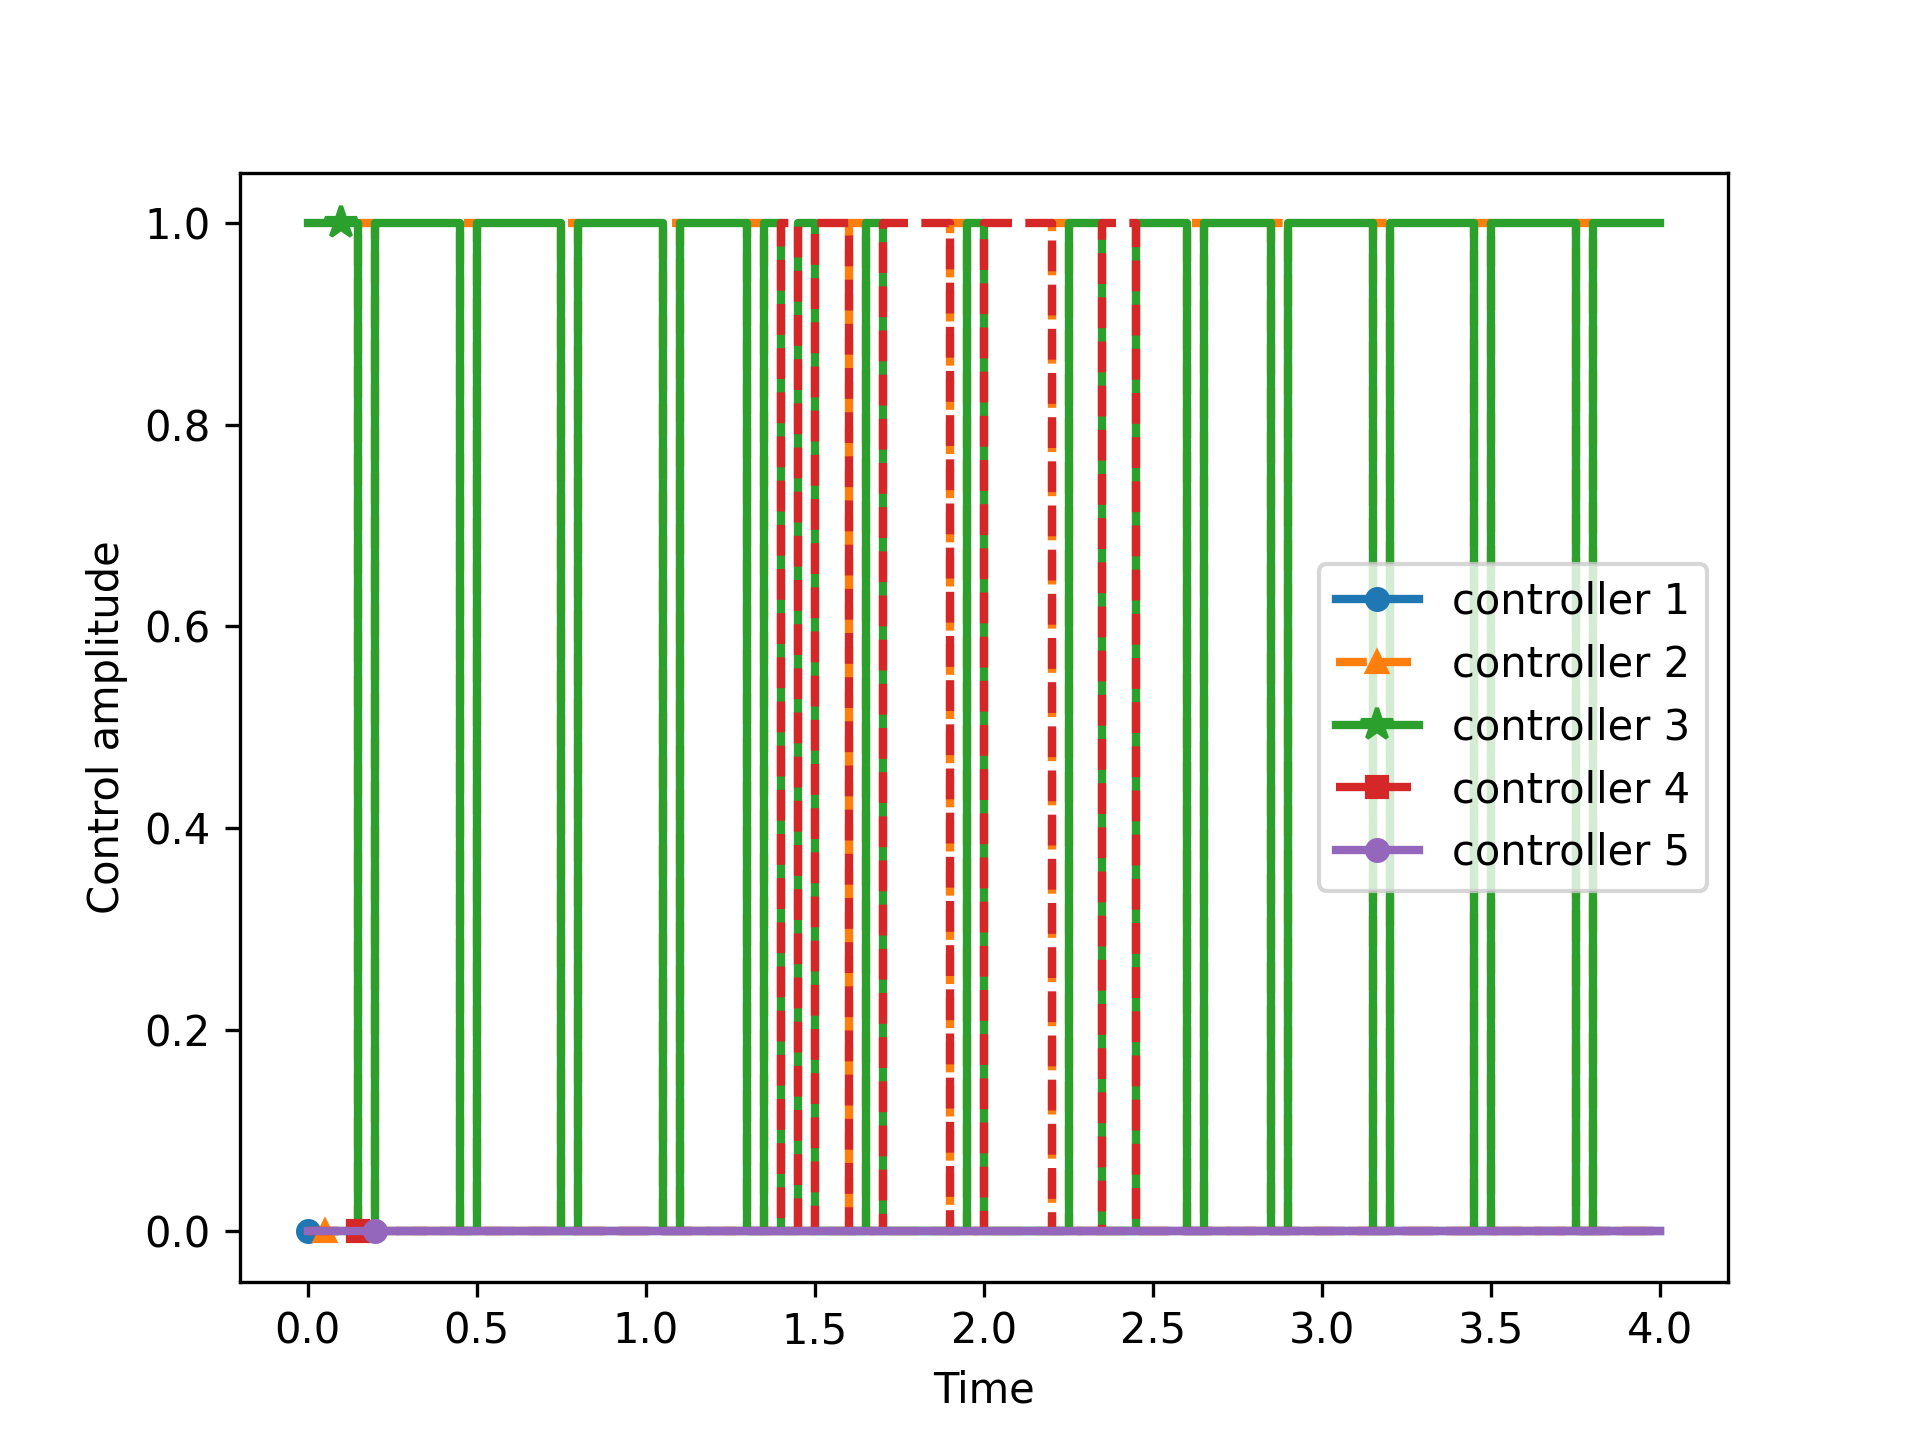 1.0
0.8
0.6
0.4
0.2
0.0
Control amplitude
controller 1
controller 2
controller 3
controller 4
controller 5
0.0 0.5 1.0 1.5 2.0 2.5 3.0 3.5 4.0
Time